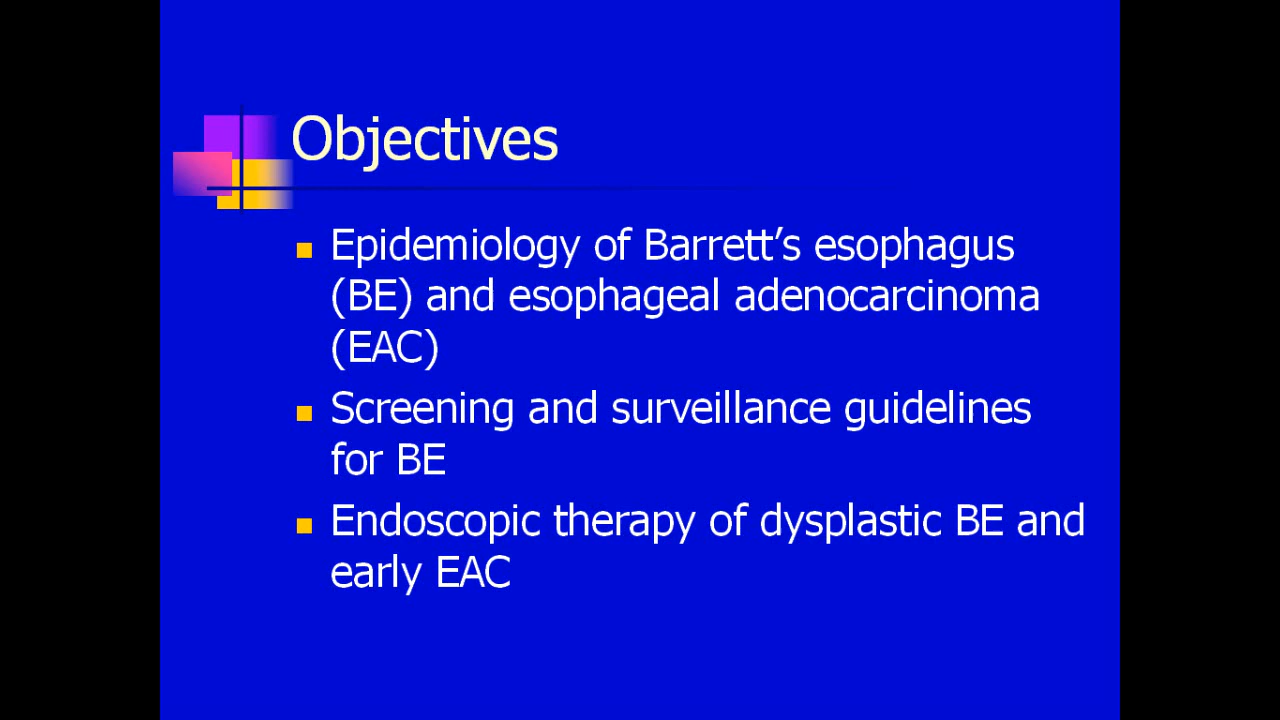 Objectives
Epidemiology of Barrett’s esophagus
(BE) and esophageal adenocarcinoma
(EAC)
Screening and surveillance guidelines
for BE
Endoscopic therapy of dysplastic BE and
early EAC